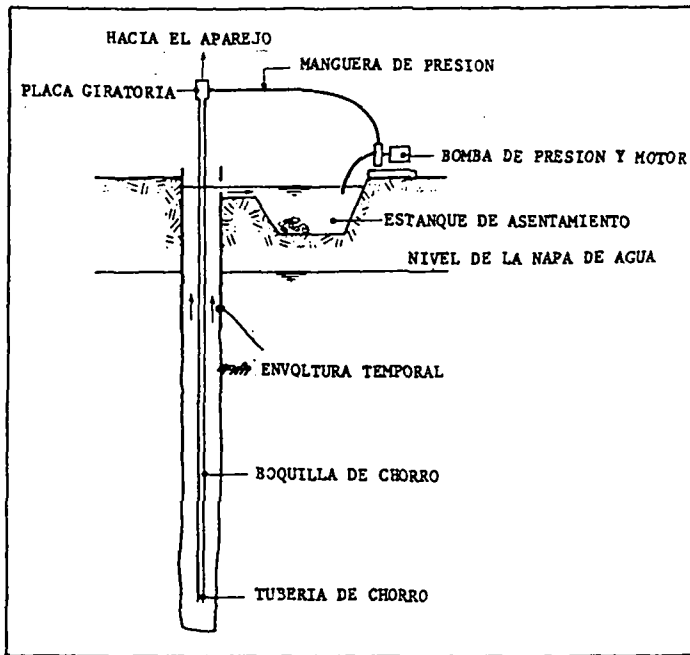 HACIA EL APAREJO
MANGUERA DE PRESION
PLACA GIRATORIA
BOMBA DE PRESION Y MOTOR
ESTANQUE DE ASENTAMIENTO
NIVEL DE LA NAPA DE AGUA
ENVOLTURA TEMPORAL
BOQUILLA DE CHORRO
TUBERIA DE CHORRO